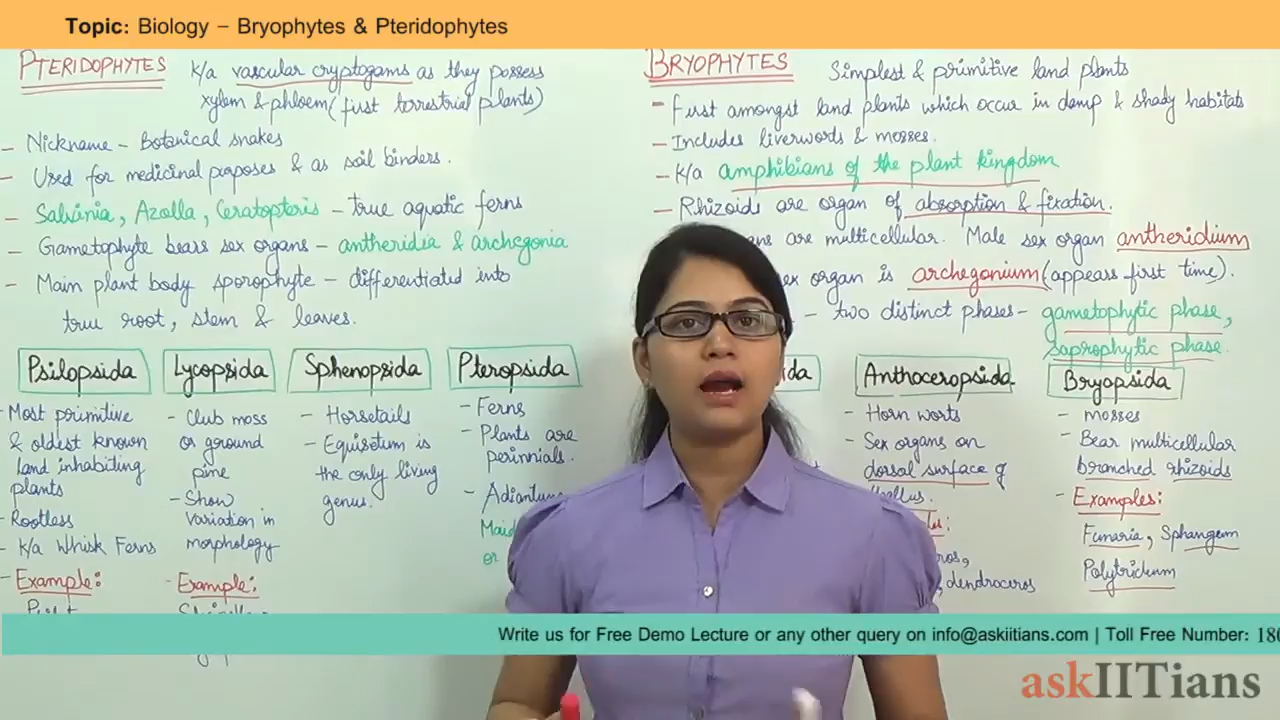 Topic: Biology – Bryophytes & Pteridophytes
PTERIDOPHYTES
k/a vascular cryptogams as they possess
xylem & phloem (first terrestrial plants)
– Nickname – Botanical snakes
– Used for medicinal purposes & as soil binders.
– Salvinia, Azolla, Ceratopteris – true aquatic ferns
– Gametophyte bears sex organs – antheridia & archegonia
– Main plant body sporophyte – differentiated into
true root, stem & leaves.
Psilopsida
– Most primitive
& oldest known
land inhabiting
plants
– Rootless
– k/a Whisk Ferns
– Example:
Lycopsida
– Club moss
or ground
pine
– Show
variation in
morphology
– Example:
Sphenopsida
– Horsetails
– Equisetum is
the only living
genus.
Pteropsida
– Ferns
– Plants are
perinnials.
– Adiantum
or
BRYOPHYTES
Simplest & primitive land plants
– First amongst land plants which occur in damp & shady habitats
– Includes liverwords & mosses.
– k/a amphibians of the plant kingdom
– Rhizoids are organ of absorption & fixation.
are multicellular. Male sex organ antheridium
sex organ is archegonium (appears first time).
– two distinct phases – gametophytic phase,
saprophytic phase.
Anthoceropsida
– Horn worts
– Sex organs on
dorsal surface of
thallus.
dendroceros
Bryopsida
– mosses
– Bear multicellular
branched rhizoids
– Examples:
Funaria, Sphangum
Polytridum
Write us for Free Demo Lecture or any other query on info@askiitians.com | Toll Free Number:
askIITians